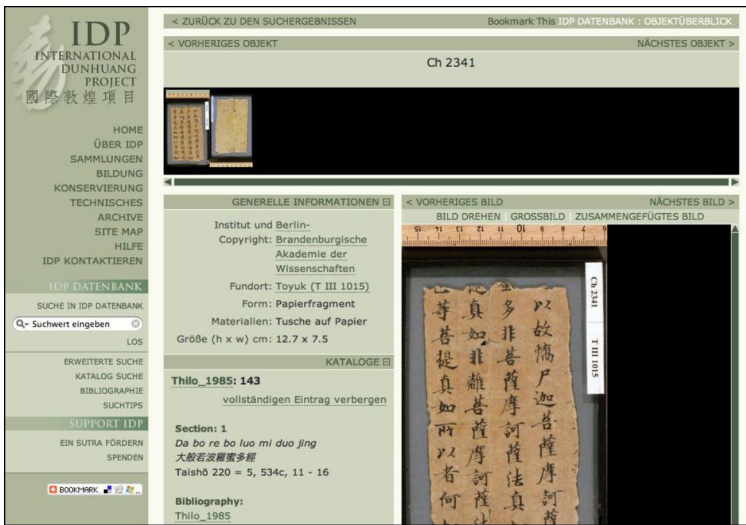 IDP
INTERNATIONAL
DUNHUANG
PROJECT
國際敦煌項目
HOME
ÜBER IDP
SAMMLUNGEN
BILDUNG
KONSERVIERUNG
TECHNISCHES
ARCHIVE
SITE MAP
HILFE
IDP KONTAKTIEREN
IDP DATENBANK
SUCHE IN IDP DATENBANK
Suchwert eingeben
LOS
ERWEITERTE SUCHE
KATALOG SUCHE
BIBLIOGRAPHIE
SUCHTIPS
SUPPORT IDP
EIN SUTRA FÖRDERN
SPENDEN
BOOKMARK
< ZURÜCK ZU DEN SUCHERGEBNISSEN
Bookmark This IDP DATENBANK : OBJEKTÜBERBLICK
< VORHERIGES OBJEKT
NÄCHSTES OBJEKT >
Ch 2341
GENERELLE INFORMATIONEN
Institut und Copyright: Berlin-
Brandenburgische
Akademie der
Wissenschaften
Fundort: Toyuk (T III 1015)
Form: Papierfragment
Materialien: Tusche auf Papier
Größe (h x w) cm: 12.7 x 7.5
KATALOGE
Thilo_1985: 143
vollständigen Eintrag verbergen
Section: 1
Da bo re bo luo mi duo jing
大般若波羅蜜多經
Taishō 220 = 5, 534c, 11 - 16
Bibliography:
Thilo_1985
< VORHERIGES BILD
NÄCHSTES BILD >
BILD DREHEN GROSSBILD ZUSAMMENGEFÜGTES BILD
Ch 2341
T III 1015
以故憍尸迦菩薩摩訶薩
多非菩薩摩訶薩法真
真如非離菩薩摩訶薩法
等菩提真如所以者何